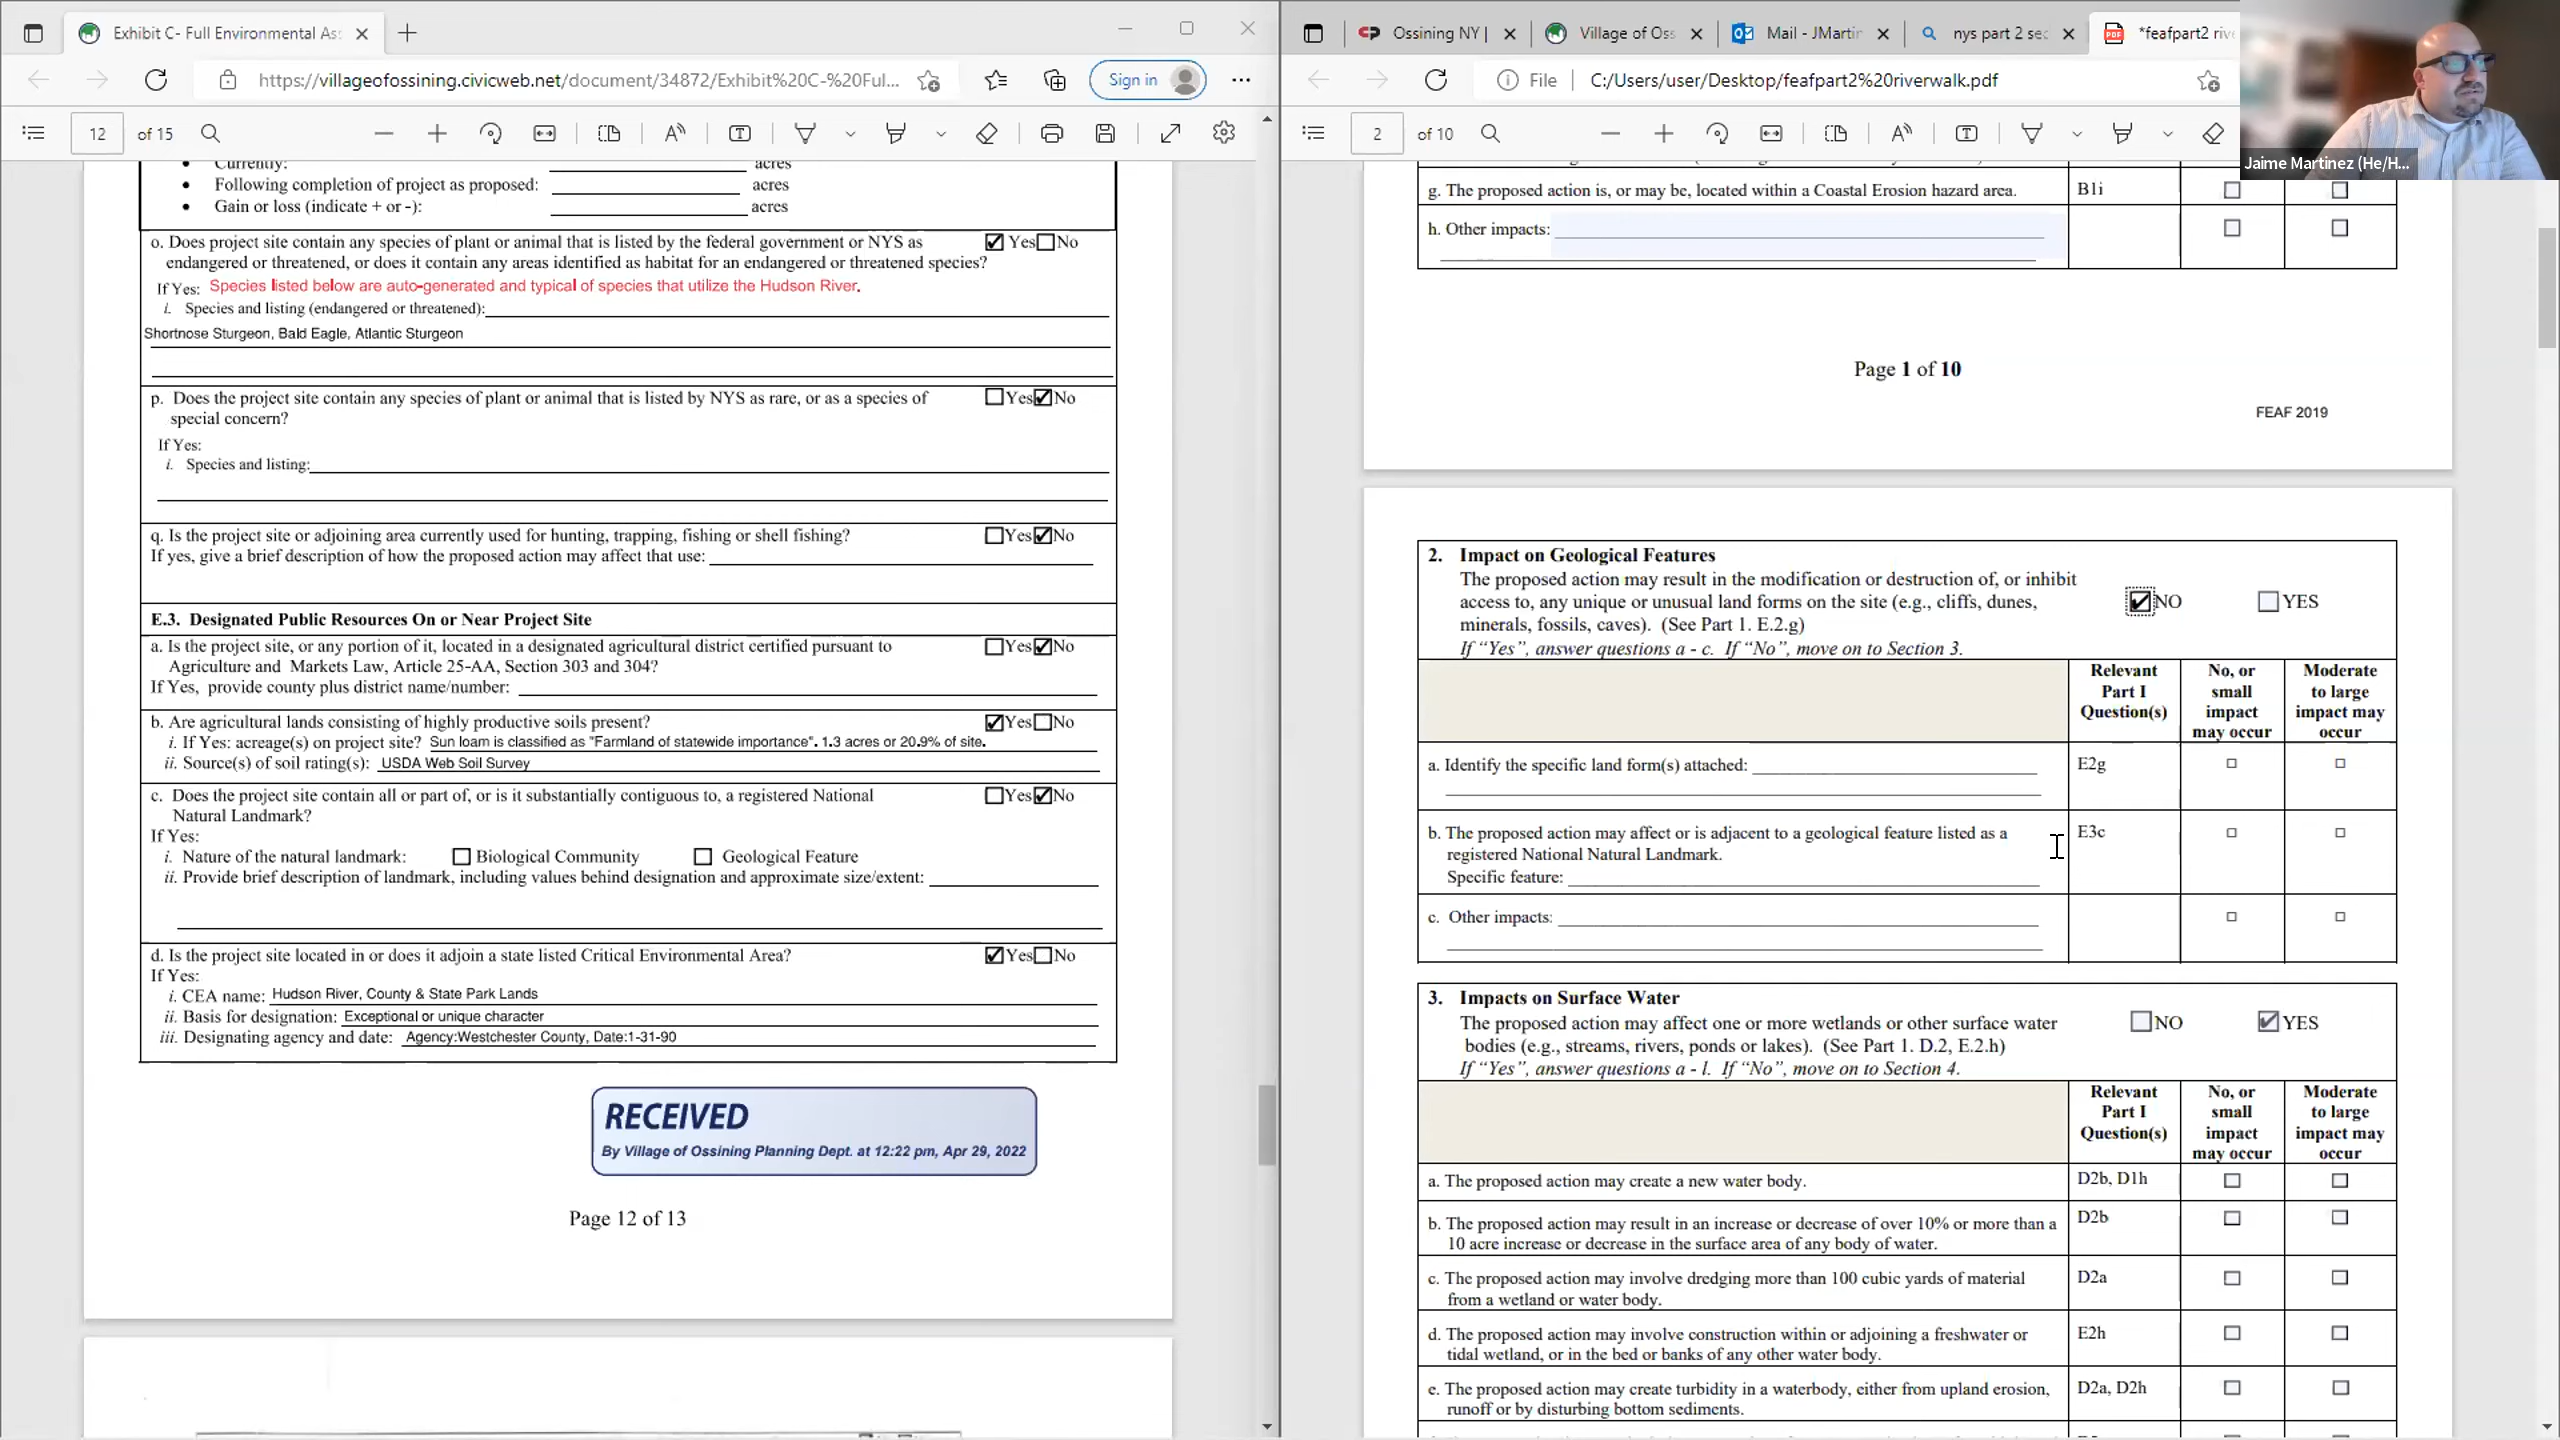 Exhibit C- Full Environmental As
https://villageofossining.civicweb.net/document/34872/Exhibit%20C-%20Ful...
Sign in
12 of 15
Currently: acres
Following completion of project as proposed: acres
Gain or loss (indicate + or -): acres
o. Does project site contain any species of plant or animal that is listed by the federal government or NYS as Yes No
endangered or threatened, or does it contain any areas identified as habitat for an endangered or threatened species?
If Yes: Species listed below are auto-generated and typical of species that utilize the Hudson River.
i. Species and listing (endangered or threatened):
Shortnose Sturgeon, Bald Eagle, Atlantic Sturgeon
p. Does the project site contain any species of plant or animal that is listed by NYS as rare, or as a species of Yes No
special concern?
If Yes:
i. Species and listing:
q. Is the project site or adjoining area currently used for hunting, trapping, fishing or shell fishing? Yes No
If yes, give a brief description of how the proposed action may affect that use:
E.3. Designated Public Resources On or Near Project Site
a. Is the project site, or any portion of it, located in a designated agricultural district certified pursuant to Yes No
Agriculture and Markets Law, Article 25-AA, Section 303 and 304?
If Yes, provide county plus district name/number:
b. Are agricultural lands consisting of highly productive soils present? Yes No
i. If Yes: acreage(s) on project site? Sun loam is classified as "Farmland of statewide importance". 1.3 acres or 20.9% of site.
ii. Source(s) of soil rating(s): USDA Web Soil Survey
c. Does the project site contain all or part of, or is it substantially contiguous to, a registered National Yes No
Natural Landmark?
If Yes:
i. Nature of the natural landmark: Biological Community Geological Feature
ii. Provide brief description of landmark, including values behind designation and approximate size/extent:
d. Is the project site located in or does it adjoin a state listed Critical Environmental Area? Yes No
If Yes:
i. CEA name: Hudson River, County & State Park Lands
ii. Basis for designation: Exceptional or unique character
iii. Designating agency and date: Agency:Westchester County, Date:1-31-90
RECEIVED
By Village of Ossining Planning Dept. at 12:22 pm, Apr 29, 2022
Page 12 of 13
Ossining NY |
Village of Oss
Mail - JMartin
nys part 2 sec
*feafpart2 rive
File C:/Users/user/Desktop/feafpart2%20riverwalk.pdf
2 of 10
Jaime Martinez (He/H...
g. The proposed action is, or may be, located within a Coastal Erosion hazard area. B1i
h. Other impacts:
Page 1 of 10
FEAF 2019
2. Impact on Geological Features
The proposed action may result in the modification or destruction of, or inhibit
access to, any unique or unusual land forms on the site (e.g., cliffs, dunes, NO YES
minerals, fossils, caves). (See Part 1. E.2.g)
If "Yes", answer questions a - c. If "No", move on to Section 3.
Relevant Part I Question(s)
No, or small impact may occur
Moderate to large impact may occur
a. Identify the specific land form(s) attached: E2g
b. The proposed action may affect or is adjacent to a geological feature listed as a E3c
registered National Natural Landmark.
Specific feature:
c. Other impacts:
3. Impacts on Surface Water
The proposed action may affect one or more wetlands or other surface water NO YES
bodies (e.g., streams, rivers, ponds or lakes). (See Part 1. D.2, E.2.h)
If "Yes", answer questions a - l. If "No", move on to Section 4.
Relevant Part I Question(s)
No, or small impact may occur
Moderate to large impact may occur
a. The proposed action may create a new water body. D2b, D1h
b. The proposed action may result in an increase or decrease of over 10% or more than a D2b
10 acre increase or decrease in the surface area of any body of water.
c. The proposed action may involve dredging more than 100 cubic yards of material D2a
from a wetland or water body.
d. The proposed action may involve construction within or adjoining a freshwater or E2h
tidal wetland, or in the bed or banks of any other water body.
e. The proposed action may create turbidity in a waterbody, either from upland erosion, D2a, D2h
runoff or by disturbing bottom sediments.